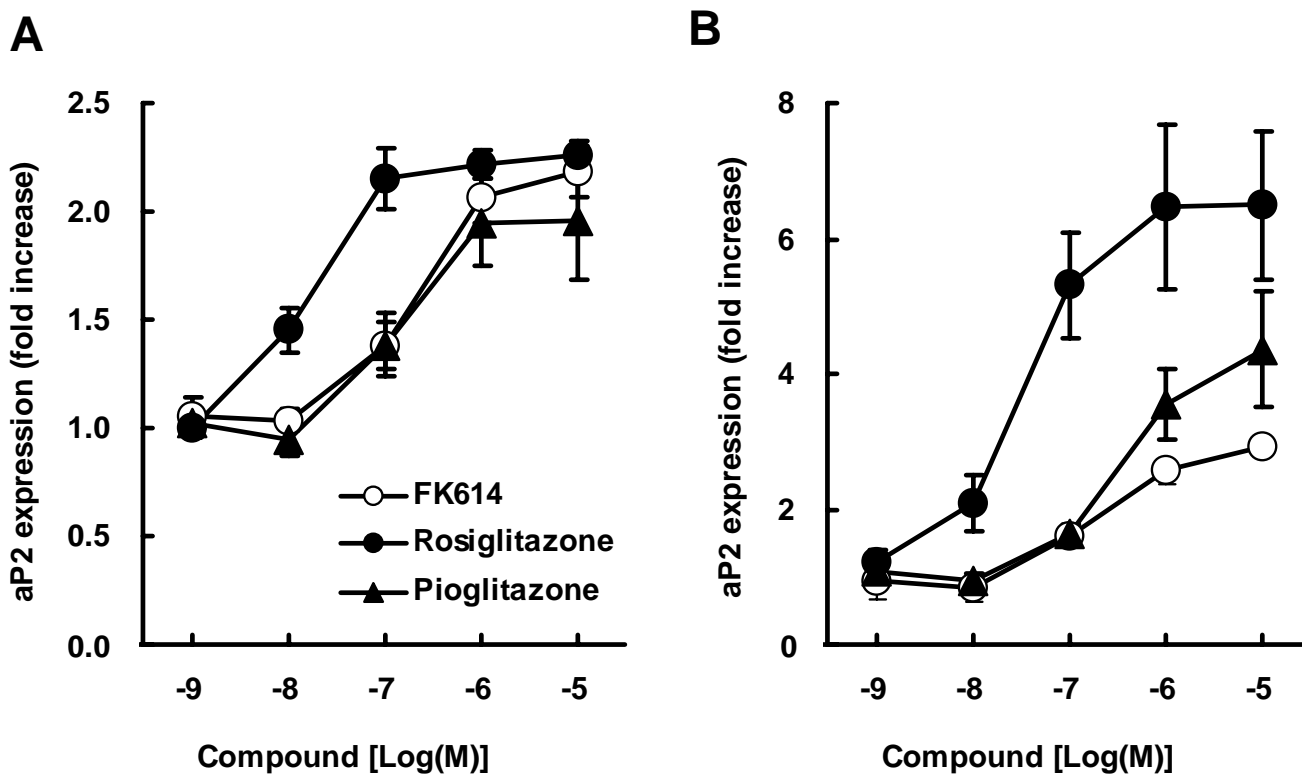 A
aP2 expression (fold increase)
2.5
2.0
1.5
1.0
0.5
0.0
FK614
Rosiglitazone
Pioglitazone
-9 -8 -7 -6 -5
Compound [Log(M)]
B
aP2 expression (fold increase)
8
6
4
2
0
-9 -8 -7 -6 -5
Compound [Log(M)]